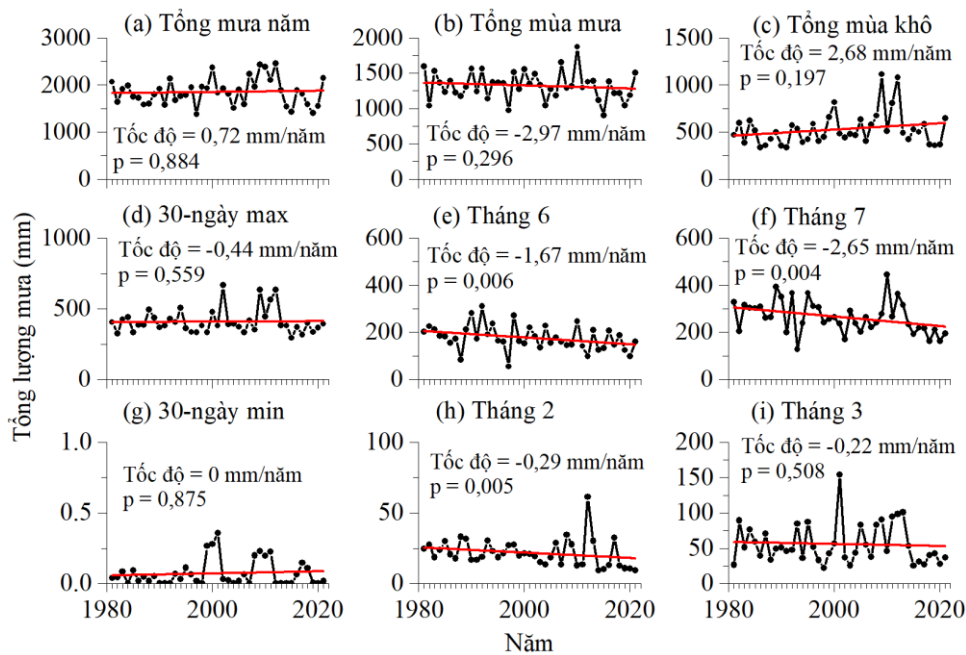 (a) Tổng mưa năm
(b) Tổng mùa mưa
(c) Tổng mùa khô
3000
2000
1000
0
Tốc độ = 0,72 mm/năm
p = 0,884
2000
1500
1000
500
0
Tốc độ = -2,97 mm/năm
p = 0,296
1500
1000
500
0
Tốc độ = 2,68 mm/năm
p = 0,197
Tổng lượng mưa (mm)
(d) 30-ngày max
(e) Tháng 6
(f) Tháng 7
1000
500
0
Tốc độ = -0,44 mm/năm
p = 0,559
600
400
200
0
Tốc độ = -1,67 mm/năm
p = 0,006
600
400
200
0
Tốc độ = -2,65 mm/năm
p = 0,004
(g) 30-ngày min
(h) Tháng 2
(i) Tháng 3
1.0
0.5
0.0
Tốc độ = 0 mm/năm
p = 0,875
100
50
0
Tốc độ = -0,29 mm/năm
p = 0,005
200
150
100
50
0
Tốc độ = -0,22 mm/năm
p = 0,508
1980 2000 2020
1980 2000 2020
1980 2000 2020
Năm